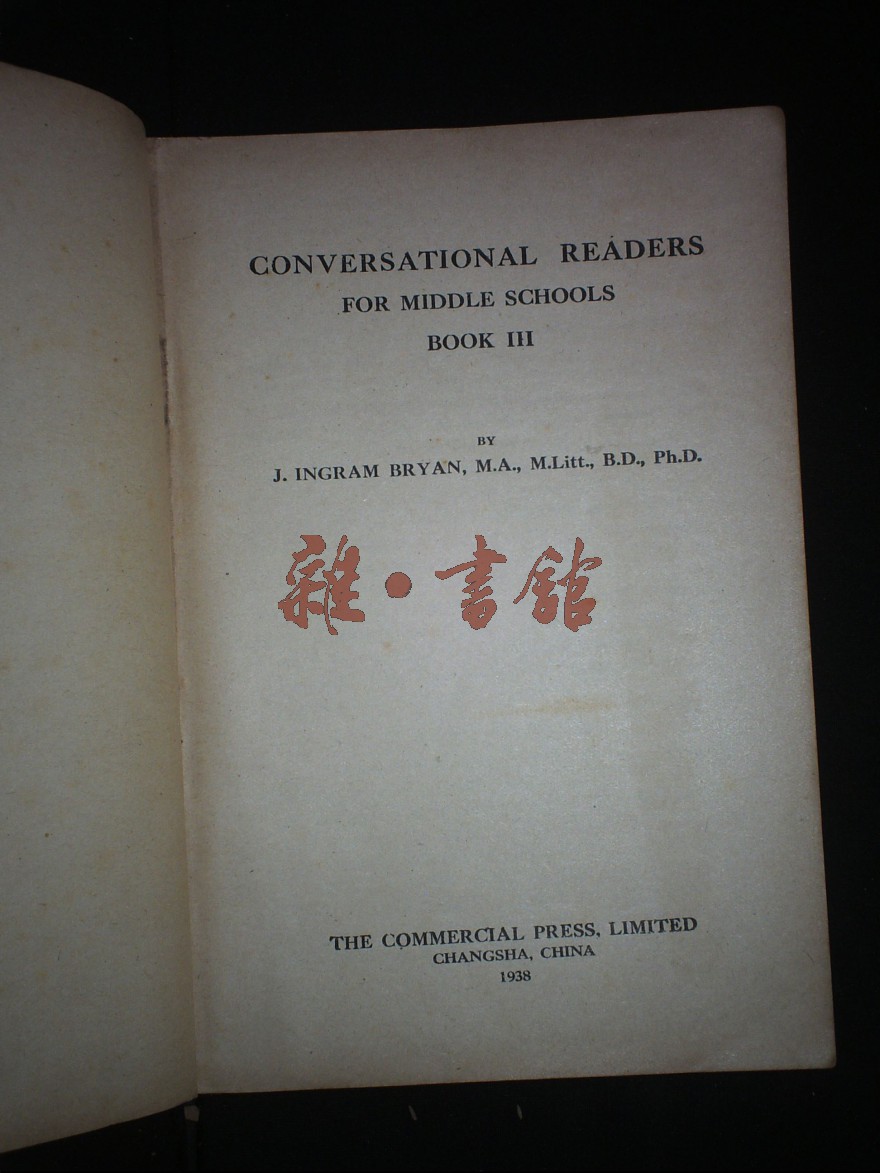 CONVERSATIONAL READERS
FOR MIDDLE SCHOOLS
BOOK III
BY
J. INGRAM BRYAN, M.A., M.Litt., B.D., Ph.D.
雜·書館
THE COMMERCIAL PRESS, LIMITED
CHANGSHA, CHINA
1938